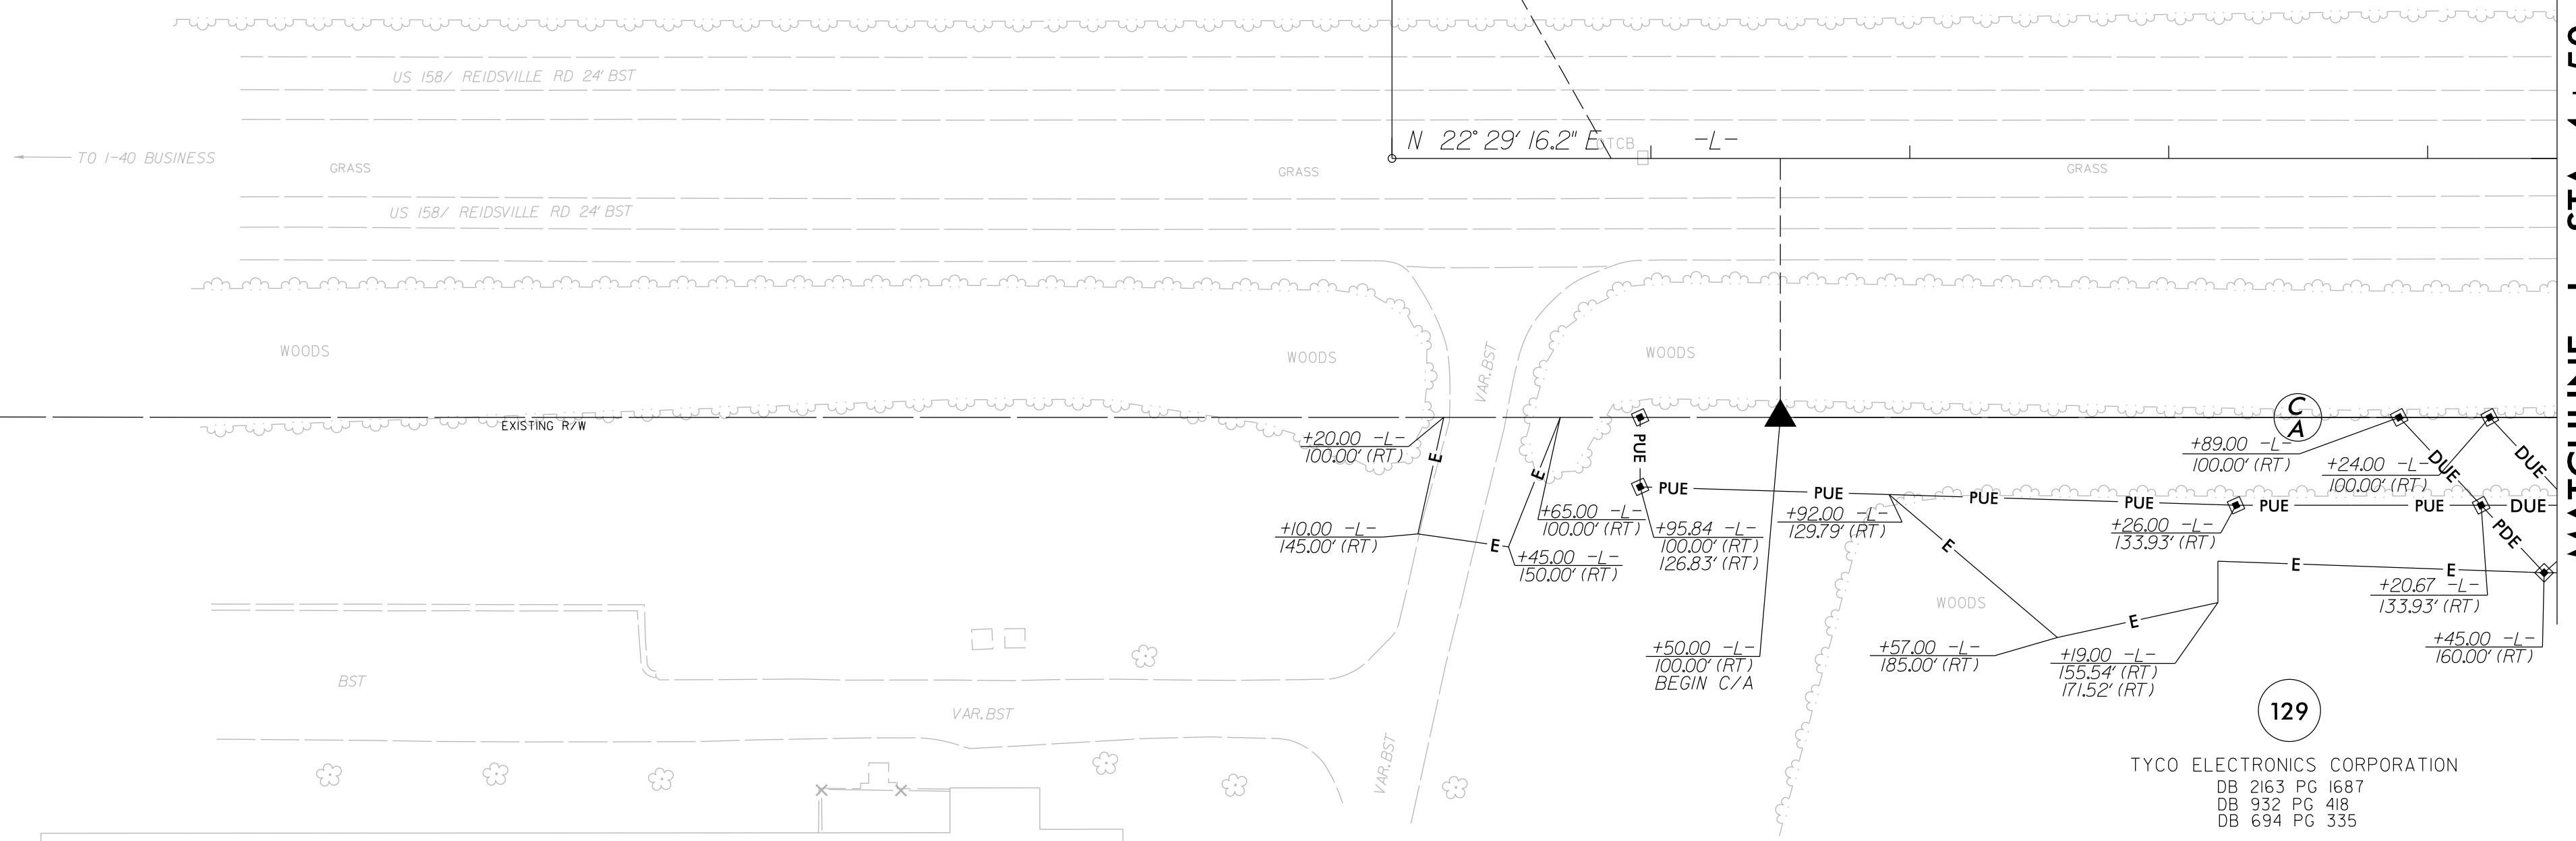 US 158/ REIDSVILLE RD 24' BST
N 22° 29' 16.2" E -L-
TO I-40 BUSINESS
GRASS
GRASS
GRASS
US 158/ REIDSVILLE RD 24' BST
WOODS
WOODS
WOODS
VAR.BST
EXISTING R/W
C
A
+20.00 -L-
100.00' (RT)
E
E
PUE
+89.00 -L-
100.00' (RT)
+24.00 -L-
100.00' (RT)
DUE
DUE
PUE
PUE
PUE
PUE
PUE
PUE
DUE
+10.00 -L-
145.00' (RT)
E
+65.00 -L-
100.00' (RT)
+45.00 -L-
150.00' (RT)
+95.84 -L-
100.00' (RT)
126.83' (RT)
+92.00 -L-
129.79' (RT)
E
+26.00 -L-
133.93' (RT)
PDE
E
E
+20.67 -L-
133.93' (RT)
WOODS
E
+50.00 -L-
100.00' (RT)
BEGIN C/A
+57.00 -L-
185.00' (RT)
+19.00 -L-
155.54' (RT)
171.52' (RT)
+45.00 -L-
160.00' (RT)
BST
VAR.BST
VAR.BST
129
TYCO ELECTRONICS CORPORATION
DB 2163 PG 1687
DB 932 PG 418
DB 694 PG 335